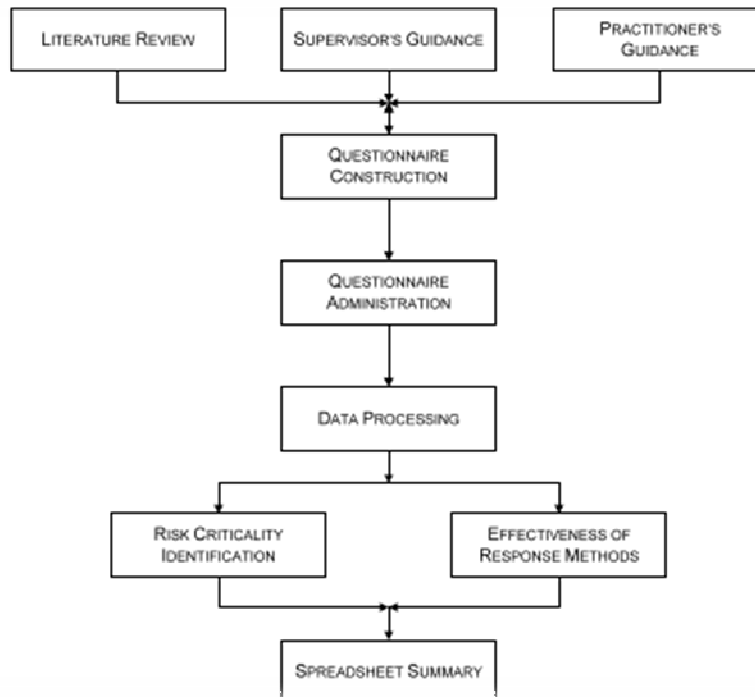 LITERATURE REVIEW
SUPERVISOR'S GUIDANCE
PRACTITIONER'S
GUIDANCE
QUESTIONNAIRE
CONSTRUCTION
QUESTIONNAIRE
ADMINISTRATION
DATA PROCESSING
RISK CRITICALITY
IDENTIFICATION
EFFECTIVENESS OF
RESPONSE METHODS
SPREADSHEET SUMMARY